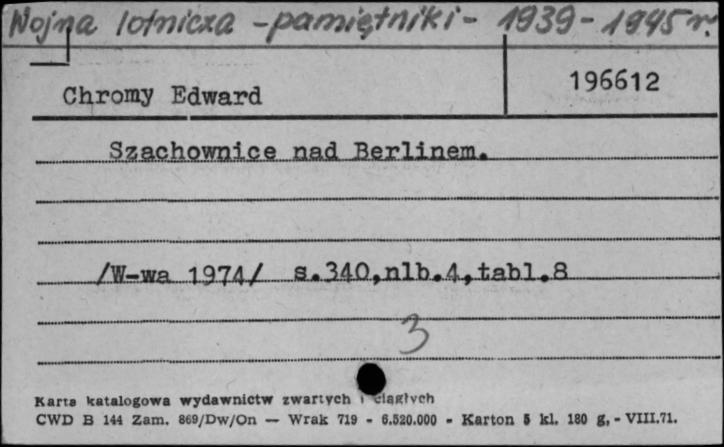 Wojna lotnicza - pamiętniki - 1939 - 1945 r.
196612
Chromy Edward
Szachownice nad Berlinem.
/W-wa 1974/ s.340,nlb.4,tabl.8
3
Karta katalogowa wydawnictw zwartych i ciągłych
CWD B 144 Zam. 869/Dw/On — Wrak 719 - 6.520.000 - Karton 5 kl. 180 g, - VIII.71.